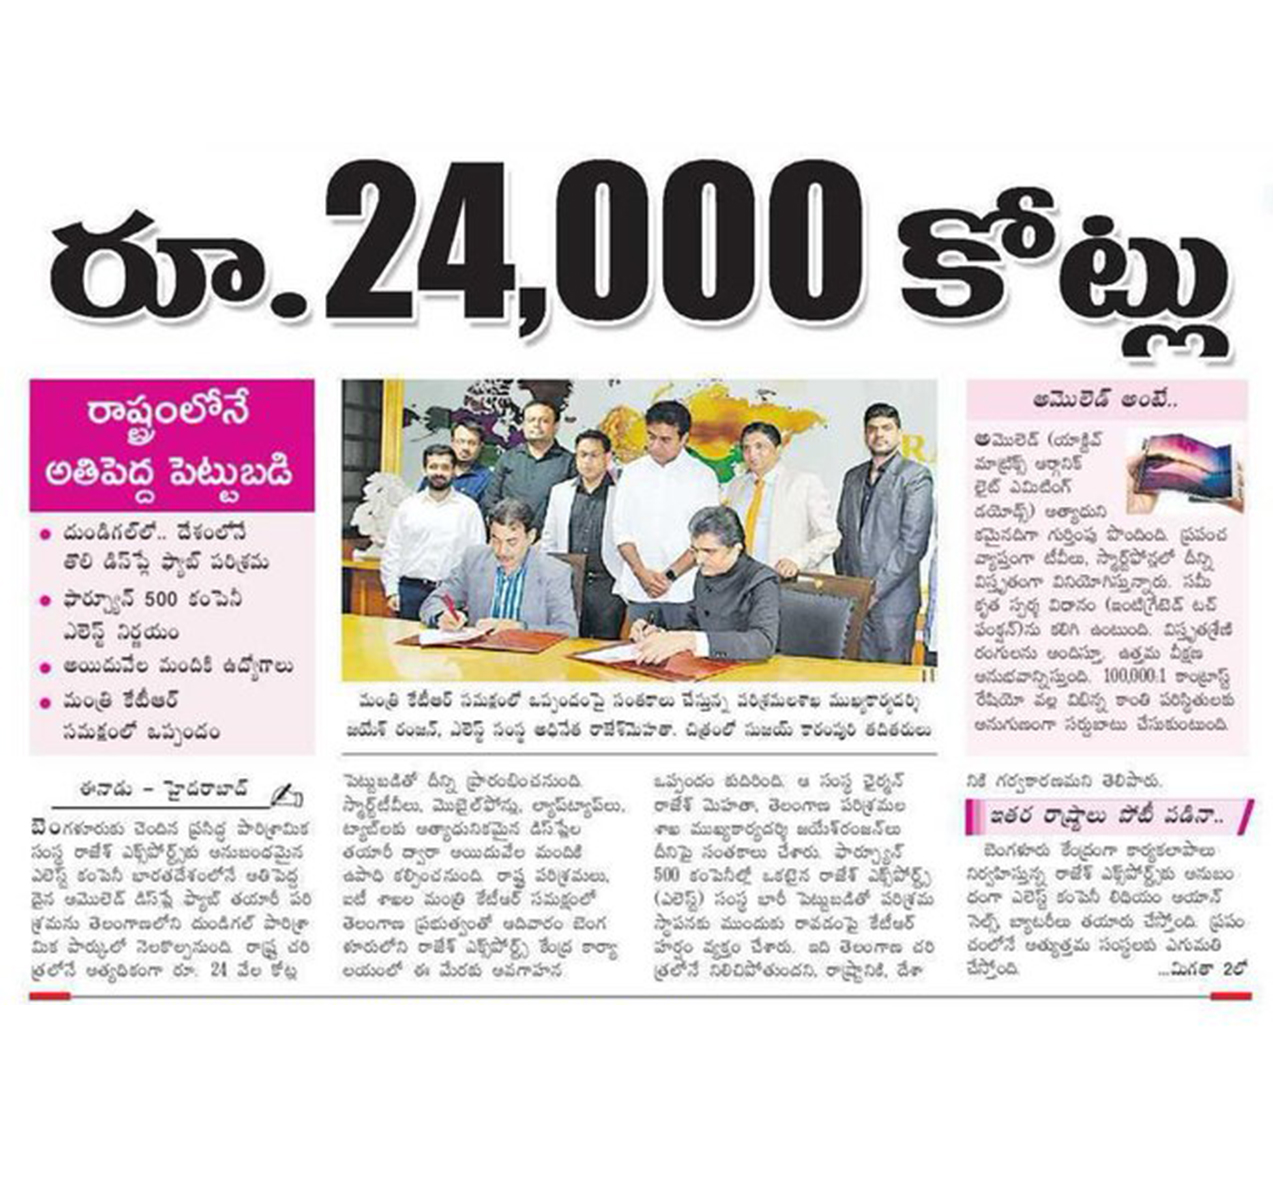 రూ.24,000 కోట్లు
రాష్ట్రంలోనే
అతిపెద్ద పెట్టుబడి
• దుండిగల్‌లో.. దేశంలోనే
తొలి డిస్‌ప్లే ఫ్యాబ్ పరిశ్రమ
• ఫార్చ్యూన్ 500 కంపెనీ
ఎలెస్ట్ నిర్ణయం
• అయిదువేల మందికి ఉద్యోగాలు
• మంత్రి కేటీఆర్
సమక్షంలో ఒప్పందం
మంత్రి కేటీఆర్ సమక్షంలో ఒప్పందంపై సంతకాలు చేస్తున్న పరిశ్రమలశాఖ ముఖ్యకార్యదర్శి
జయేశ్ రంజన్, ఎలెస్ట్ సంస్థ అధినేత రాజేశ్‌మెహతా. చిత్రంలో సుజయ్ కారంపురి తదితరులు
అమోలెడ్ అంటే..
అమోలెడ్ (యాక్టివ్
మాట్రిక్స్ ఆర్గానిక్
లైట్ ఎమిటింగ్
డయోడ్స్) అత్యాధుని
కమైనదిగా గుర్తింపు పొందింది. ప్రపంచ
వ్యాప్తంగా టీవీలు, స్మార్ట్‌ఫోన్లలో దీన్ని
విస్తృతంగా వినియోగిస్తున్నారు. సమీ
కృత స్పర్శ విధానం (ఇంటిగ్రేటెడ్ టచ్
ఫంక్షన్)ను కలిగి ఉంటుంది. విస్తృతశ్రేణి
రంగులను అందిస్తూ, ఉత్తమ వీక్షణ
అనుభవాన్నిస్తుంది. 100,000:1 కాంట్రాస్ట్
రేషియో వల్ల విభిన్న కాంతి పరిస్థితులకు
అనుగుణంగా సర్దుబాటు చేసుకుంటుంది.
ఈనాడు - హైదరాబాద్
బెంగళూరుకు చెందిన ప్రసిద్ధ పారిశ్రామిక
సంస్థ రాజేశ్ ఎక్స్‌పోర్ట్స్‌కు అనుబంధమైన
ఎలెస్ట్ కంపెనీ భారతదేశంలోనే అతిపెద్ద
దైన అమోలెడ్ డిస్‌ప్లే ఫ్యాబ్ తయారీ పరి
శ్రమను తెలంగాణలోని దుండిగల్ పారిశ్రా
మిక పార్కులో నెలకొల్పనుంది. రాష్ట్ర చరి
త్రలోనే అత్యధికంగా రూ. 24 వేల కోట్ల
పెట్టుబడితో దీన్ని ప్రారంభించనుంది.
స్మార్ట్‌టీవీలు, మొబైల్‌ఫోన్లు, ల్యాప్‌ట్యాప్‌లు,
ట్యాబ్‌లకు అత్యాధునికమైన డిస్‌ప్లేల
తయారీ ద్వారా అయిదువేల మందికి
ఉపాధి కల్పించనుంది. రాష్ట్ర పరిశ్రమలు,
ఐటీ శాఖల మంత్రి కేటీఆర్ సమక్షంలో
తెలంగాణ ప్రభుత్వంతో ఆదివారం బెంగ
ళూరులోని రాజేశ్ ఎక్స్‌పోర్ట్స్ కేంద్ర కార్యా
లయంలో ఈ మేరకు అవగాహన
ఒప్పందం కుదిరింది. ఆ సంస్థ ఛైర్మన్
రాజేశ్ మెహతా, తెలంగాణ పరిశ్రమల
శాఖ ముఖ్యకార్యదర్శి జయేశ్‌రంజన్‌లు
దీనిపై సంతకాలు చేశారు. ఫార్చ్యూన్
500 కంపెనీల్లో ఒకటైన రాజేశ్ ఎక్స్‌పోర్ట్స్
(ఎలెస్ట్) సంస్థ భారీ పెట్టుబడితో పరిశ్రమ
స్థాపనకు ముందుకు రావడంపై కేటీఆర్
హర్షం వ్యక్తం చేశారు. ఇది తెలంగాణ చరి
త్రలోనే నిలిచిపోతుందని, రాష్ట్రానికి, దేశా
నికి గర్వకారణమని తెలిపారు.
ఇతర రాష్ట్రాలు పోటీ పడినా..
బెంగళూరు కేంద్రంగా కార్యకలాపాలు
నిర్వహిస్తున్న రాజేశ్ ఎక్స్‌పోర్ట్స్‌కు అనుబం
ధంగా ఎలెస్ట్ కంపెనీ లిథియం అయాన్
సెల్స్, బ్యాటరీలు తయారు చేస్తోంది. ప్రపం
చంలోనే అత్యుత్తమ సంస్థలకు ఎగుమతి
చేస్తోంది. ...మిగతా 2లో